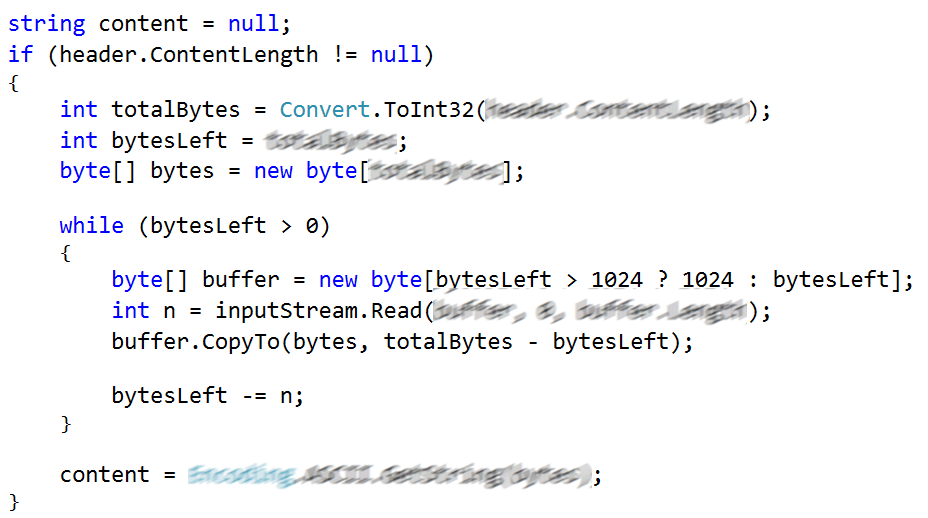 string content = null;
if (header.ContentLength != null)
{
int totalBytes = Convert.ToInt32(header.ContentLength);
int bytesLeft = totalBytes;
byte[] bytes = new byte[totalBytes];
while (bytesLeft > 0)
{
byte[] buffer = new byte[bytesLeft > 1024 ? 1024 : bytesLeft];
int n = inputStream.Read(buffer, 0, buffer.Length);
buffer.CopyTo(bytes, totalBytes - bytesLeft);
bytesLeft -= n;
}
content = Encoding.ASCII.GetString(bytes);
}